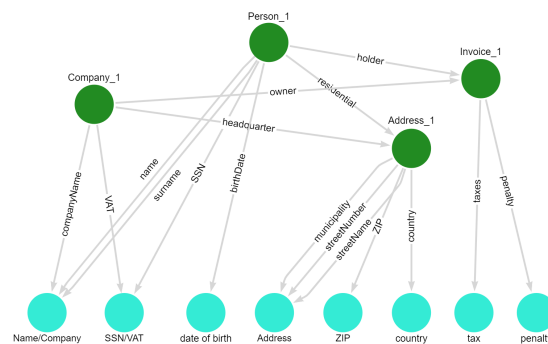 Person_1
Invoice_1
Company_1
holder
residential
owner
Address_1
headquarter
name
surname
SSN
birthDate
companyName
VAT
municipality
streetNumber
streetName
ZIP
country
taxes
penalty
Name/Company
SSN/VAT
date of birth
Address
ZIP
country
tax
penalty